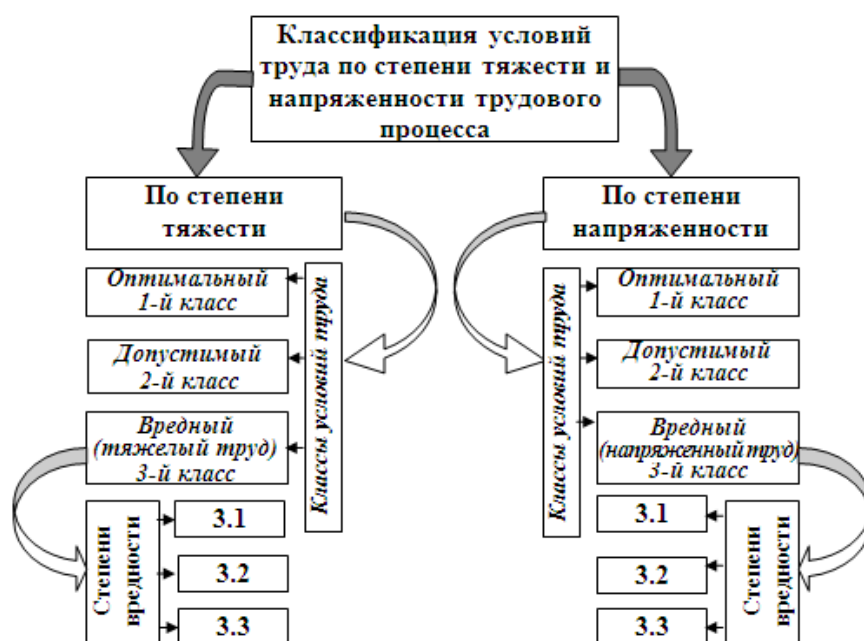 Классификация условий
труда по степени тяжести и
напряженности трудового
процесса
По степени
тяжести
Оптимальный
1-й класс
Допустимый
2-й класс
Вредный
(тяжелый труд)
3-й класс
Классы условий труда
Степени
вредности
3.1
3.2
3.3
По степени
напряженности
Классы условий труда
Оптимальный
1-й класс
Допустимый
2-й класс
Вредный
(напряженный труд)
3-й класс
3.1
3.2
3.3
Степени
вредности